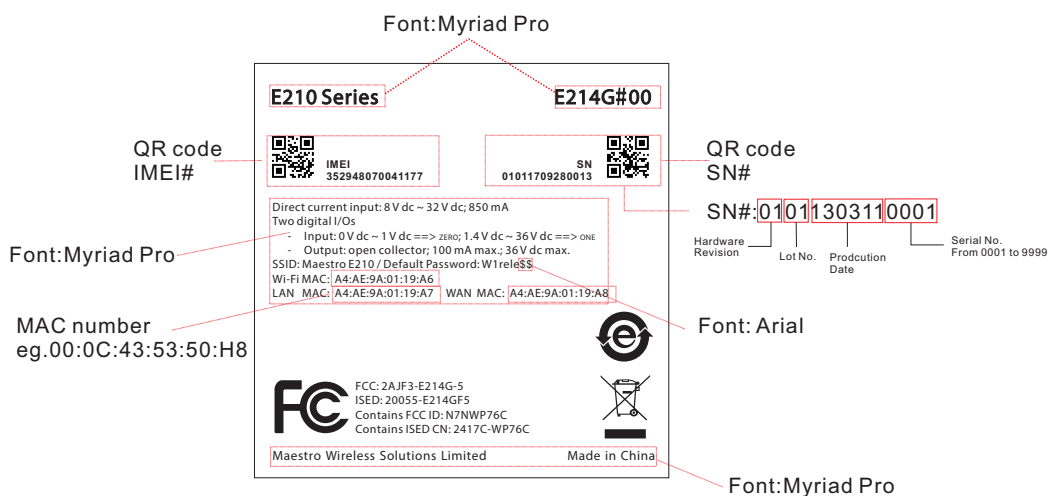 Font:Myriad Pro
E210 Series
E214G#00
QR code
IMEI#
IMEI
352948070041177
SN
01011709280013
QR code
SN#
SN#:01011303110001
Hardware
Revision
Lot No.
Prodcution
Date
Serial No.
From 0001 to 9999
Direct current input: 8 V dc ~ 32 V dc; 850 mA
Two digital I/Os
- Input: 0 V dc ~ 1 V dc ==> ZERO; 1.4 V dc ~ 36 V dc ==> ONE
- Output: open collector; 100 mA max.; 36 V dc max.
SSID: Maestro E210 / Default Password: W1rele$$
Wi-Fi MAC: A4:AE:9A:01:19:A6
LAN MAC: A4:AE:9A:01:19:A7 WAN MAC: A4:AE:9A:01:19:A8
Font:Myriad Pro
MAC number
eg.00:0C:43:53:50:H8
Font: Arial
e
FC
FCC: 2AJF3-E214G-5
ISED: 20055-E214GF5
Contains FCC ID: N7NWP76C
Contains ISED CN: 2417C-WP76C
Maestro Wireless Solutions Limited
Made in China
Font:Myriad Pro